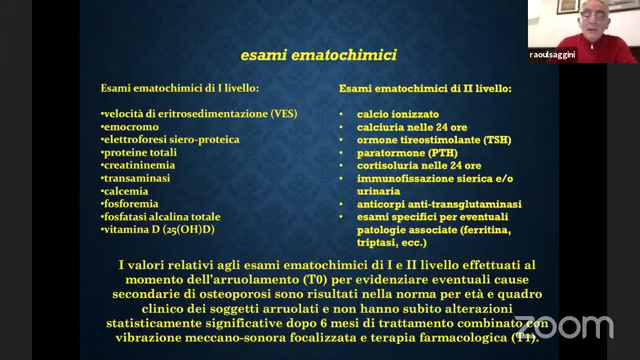 raoulsaggini
esami ematochimici
Esami ematochimici di I livello:
•velocità di eritrosedimentazione (VES)
•emocromo
•elettroforesi siero-proteica
•proteine totali
•creatininemia
•transaminasi
•calcemia
•fosforemia
•fosfatasi alcalina totale
•vitamina D (25(OH)D)
Esami ematochimici di II livello:
• calcio ionizzato
• calciuria nelle 24 ore
• ormone tireostimolante (TSH)
• paratormone (PTH)
• cortisoluria nelle 24 ore
• immunofissazione sierica e/o
urinaria
• anticorpi anti-transglutaminasi
• esami specifici per eventuali
patologie associate (ferritina,
triptasi, ecc.)
I valori relativi agli esami ematochimici di I e II livello effettuati al
momento dell'arruolamento (T0) per evidenziare eventuali cause
secondarie di osteoporosi sono risultati nella norma per età e quadro
clinico dei soggetti arruolati e non hanno subìto alterazioni
statisticamente significative dopo 6 mesi di trattamento combinato con
vibrazione meccano-sonora focalizzata e terapia farmacologica (T1).
zoom